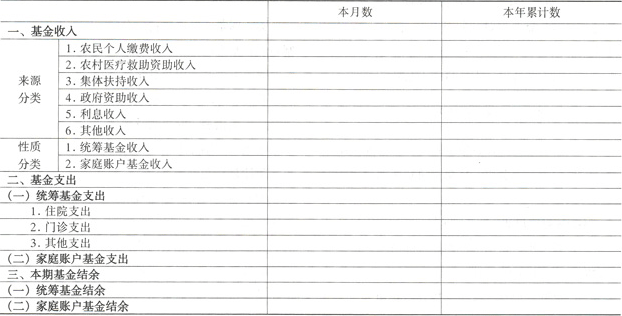 本月数 本年累计数
一、基金收入
来源分类
1. 农民个人缴费收入
2. 农村医疗救助资助收入
3. 集体扶持收入
4. 政府资助收入
5. 利息收入
6. 其他收入
性质分类
1. 统筹基金收入
2. 家庭账户基金收入
二、基金支出
(一)统筹基金支出
1. 住院支出
2. 门诊支出
3. 其他支出
(二)家庭账户基金支出
三、本期基金结余
(一)统筹基金结余
(二)家庭账户基金结余